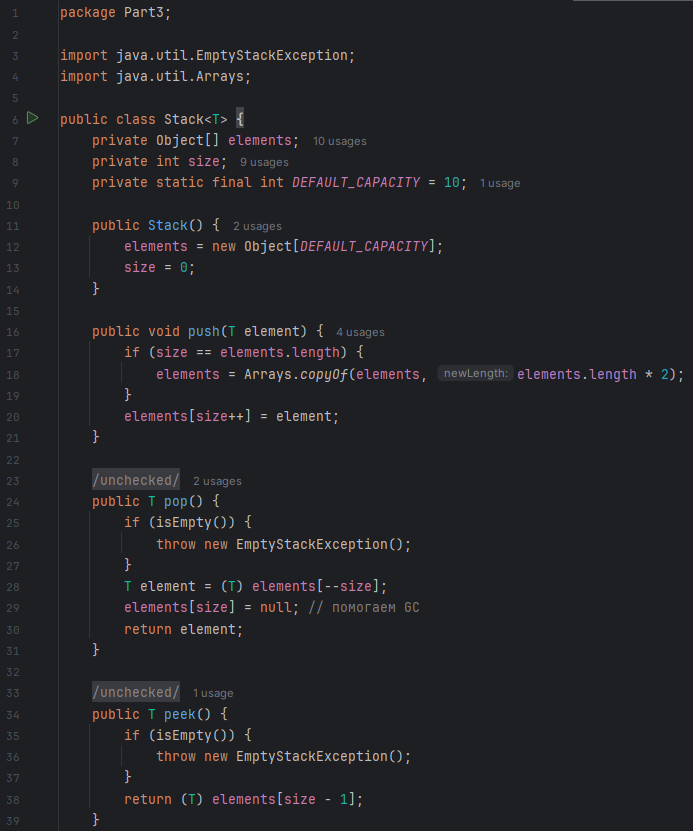 1 package Part3;
2
3 import java.util.EmptyStackException;
4 import java.util.Arrays;
5
6 public class Stack<T> {
7     private Object[] elements; 10 usages
8     private int size; 9 usages
9     private static final int DEFAULT_CAPACITY = 10; 1 usage
10
11     public Stack() { 2 usages
12         elements = new Object[DEFAULT_CAPACITY];
13         size = 0;
14     }
15
16     public void push(T element) { 4 usages
17         if (size == elements.length) {
18             elements = Arrays.copyOf(elements, newLength: elements.length * 2);
19         }
20         elements[size++] = element;
21     }
22
23     /unchecked/ 2 usages
24     public T pop() {
25         if (isEmpty()) {
26             throw new EmptyStackException();
27         }
28         T element = (T) elements[--size];
29         elements[size] = null; // помогаем GC
30         return element;
31     }
32
33     /unchecked/ 1 usage
34     public T peek() {
35         if (isEmpty()) {
36             throw new EmptyStackException();
37         }
38         return (T) elements[size - 1];
39     }